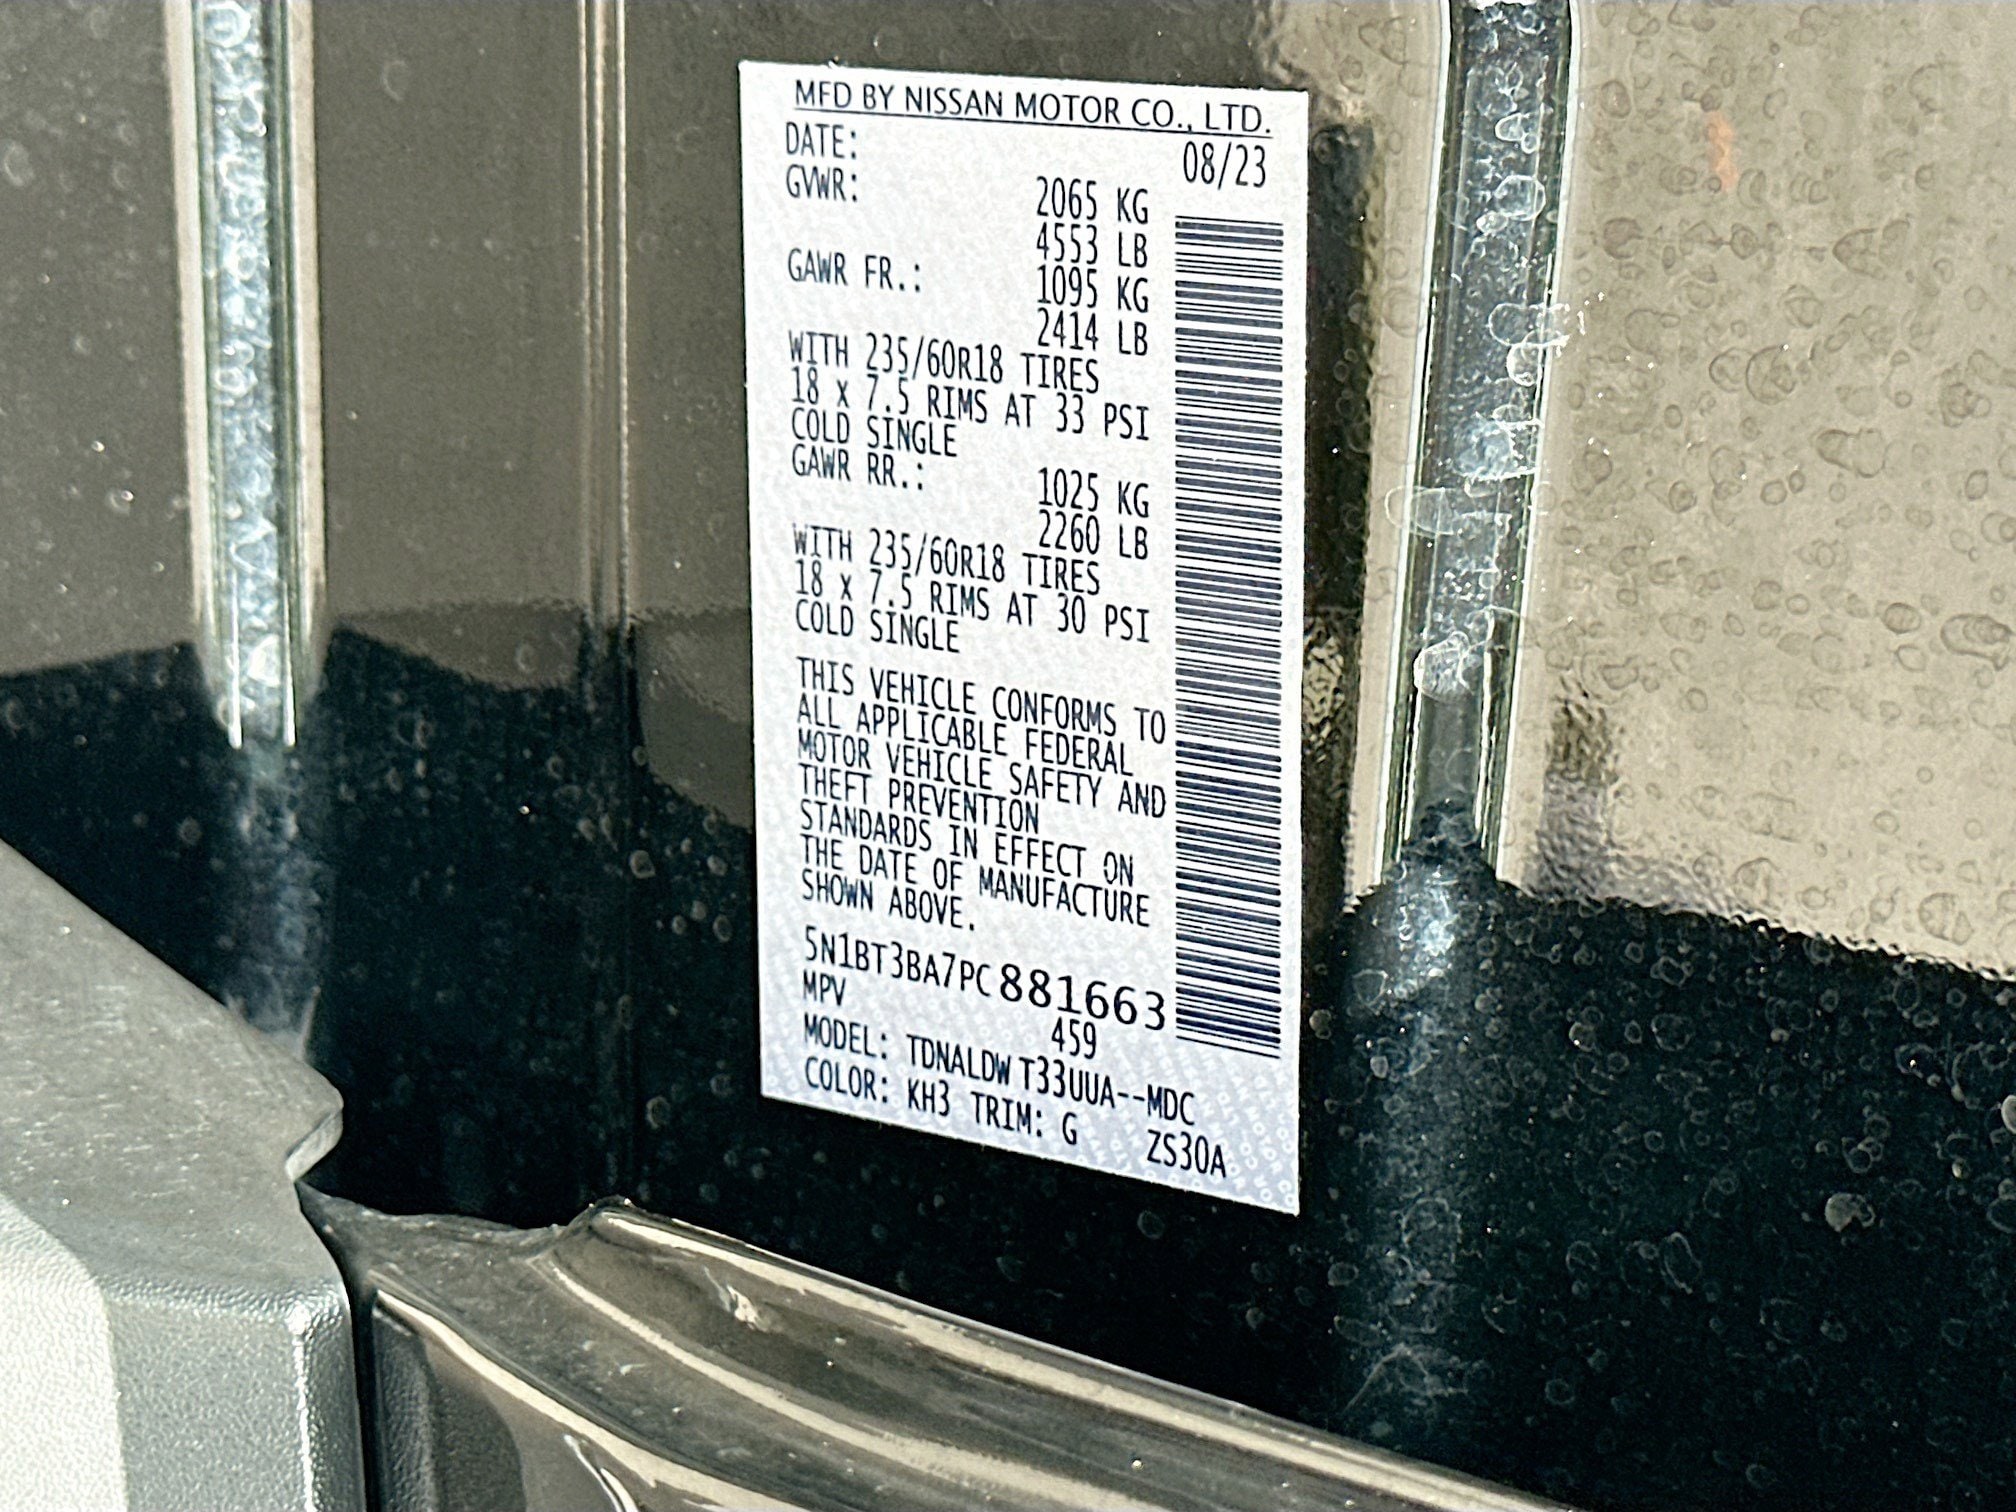 MFD BY NISSAN MOTOR CO., LTD.
DATE: 08/23
GVWR: 2065 KG
4553 LB
GAWR FR.: 1095 KG
2414 LB
WITH 235/60R18 TIRES
18 x 7.5 RIMS AT 33 PSI
COLD SINGLE
GAWR RR.: 1025 KG
2260 LB
WITH 235/60R18 TIRES
18 x 7.5 RIMS AT 30 PSI
COLD SINGLE
THIS VEHICLE CONFORMS TO
ALL APPLICABLE FEDERAL
MOTOR VEHICLE SAFETY AND
THEFT PREVENTION
STANDARDS IN EFFECT ON
THE DATE OF MANUFACTURE
SHOWN ABOVE.
5N1BT3BA7PC881663
MPV 459
MODEL: TDNALDW T33UUA--MDC
COLOR: KH3 TRIM: G ZS30A